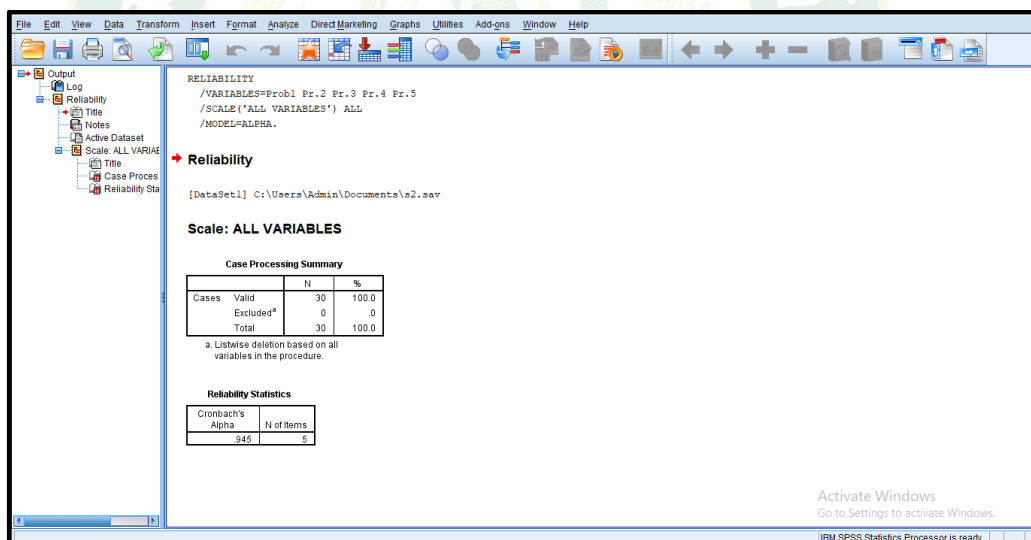 File Edit View Data Transform Insert Format Analyze Direct Marketing Graphs Utilities Add-ons Window Help
Output
Log
Reliability
Title
Notes
Active Dataset
Scale: ALL VARIAE
Title
Case Proces
Reliability Sta
RELIABILITY
/VARIABLES=Prob1 Pr.2 Pr.3 Pr.4 Pr.5
/SCALE('ALL VARIABLES') ALL
/MODEL=ALPHA.
Reliability
[DataSet1] C:\Users\Admin\Documents\s2.sav
Scale: ALL VARIABLES
Case Processing Summary
N %
Cases Valid 30 100.0
Excludedª 0 .0
Total 30 100.0
a. Listwise deletion based on all
variables in the procedure.
Reliability Statistics
Cronbach's
Alpha N of Items
.945 5
Activate Windows
Go to Settings to activate Windows.
IBM SPSS Statistics Processor is ready